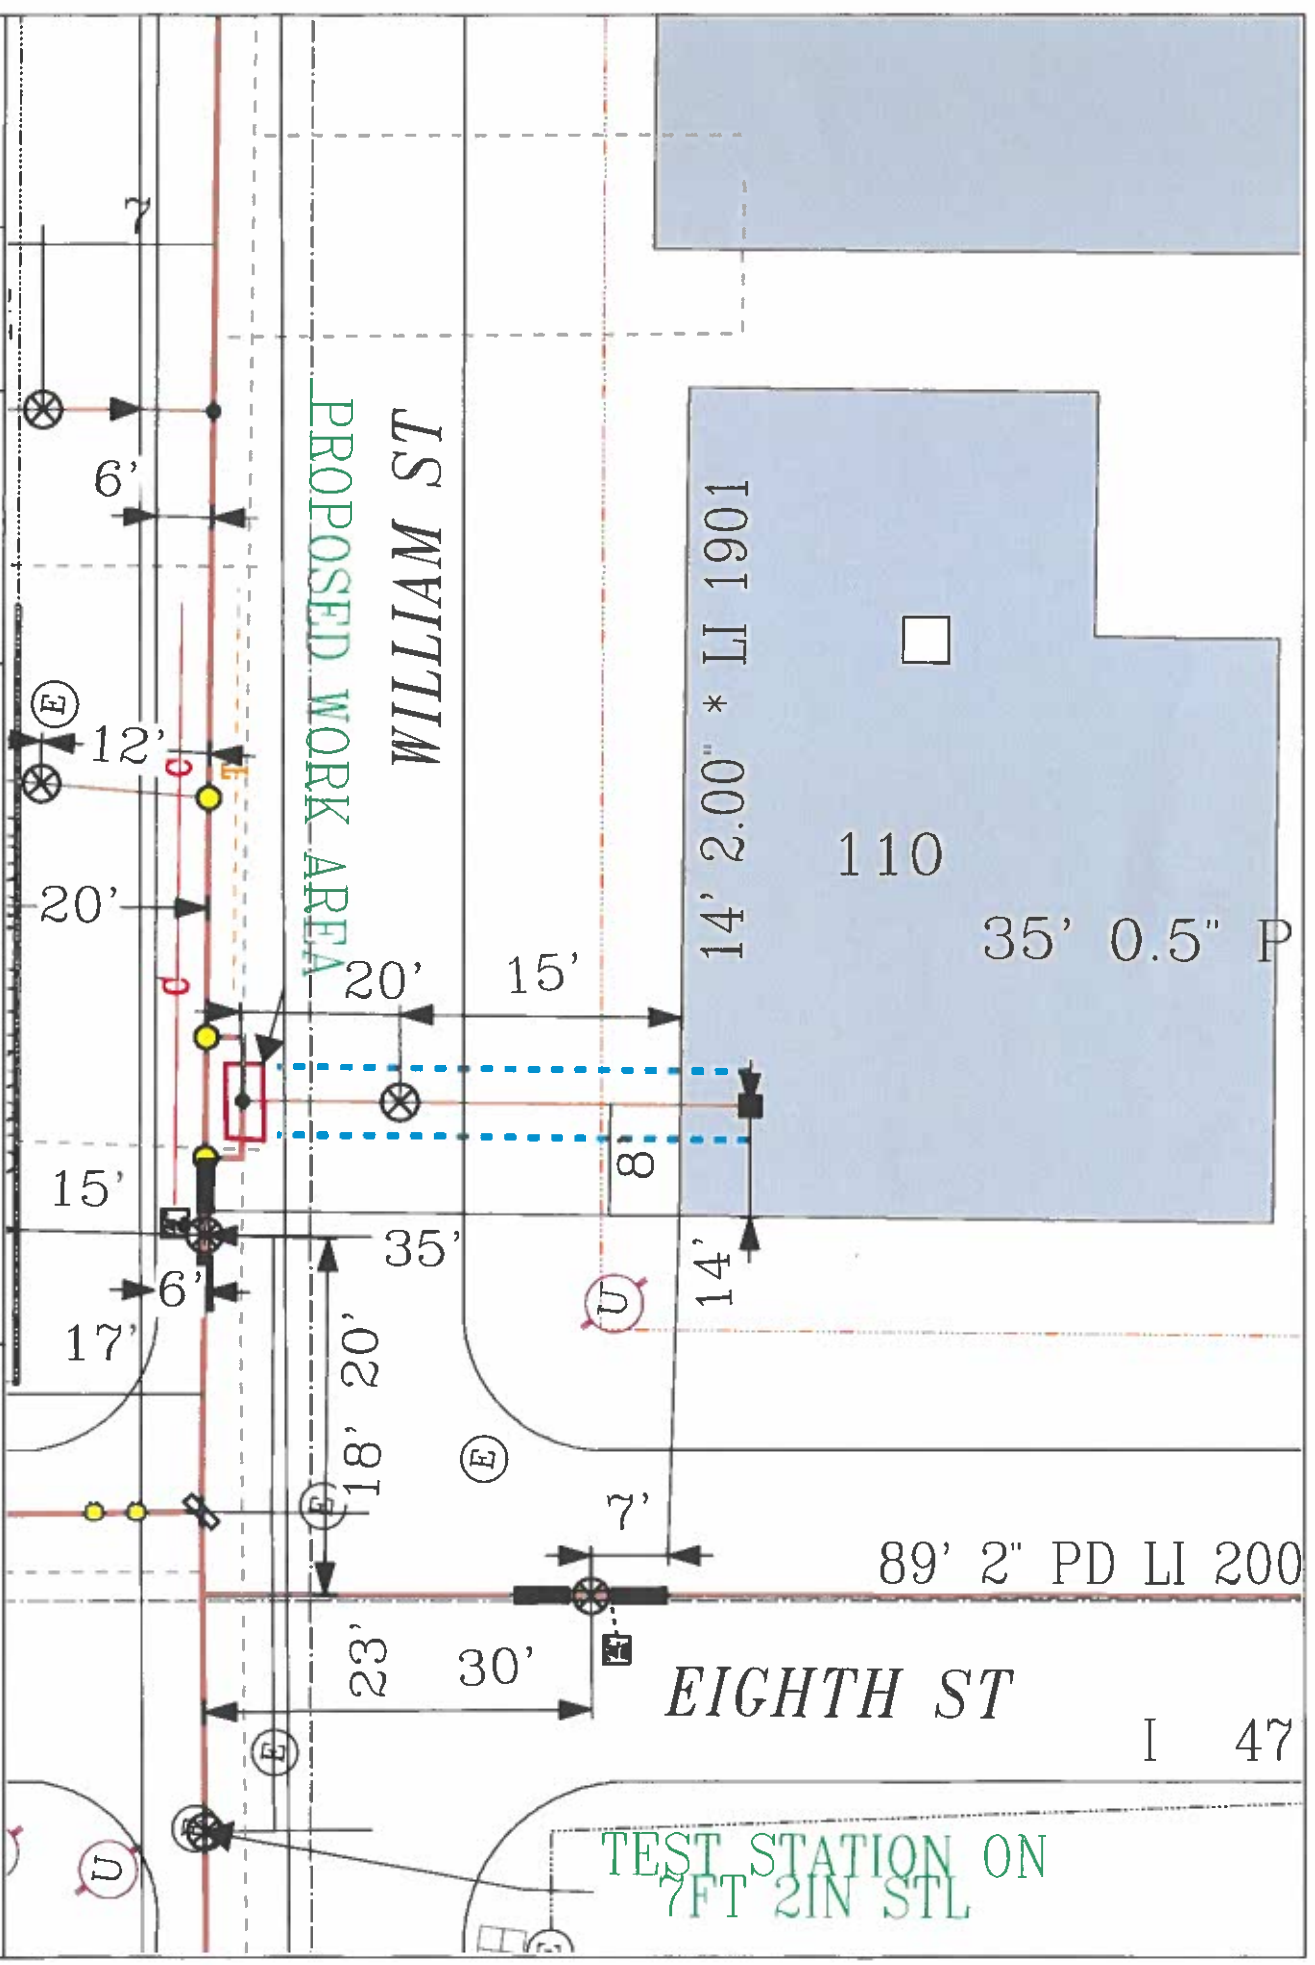 7
6'
PROPOSED WORK AREA
WILLIAM ST
14' 2.00" * LI 1901
E
12'
C
E
110
20'
35' 0.5" P
C
20'
15'
15'
8'
35'
14'
6'
U
17'
20'
18'
E
E
7'
89' 2" PD LI 200
23'
30'
EIGHTH ST
I 47
E
U
TEST STATION ON
7FT 2IN STL